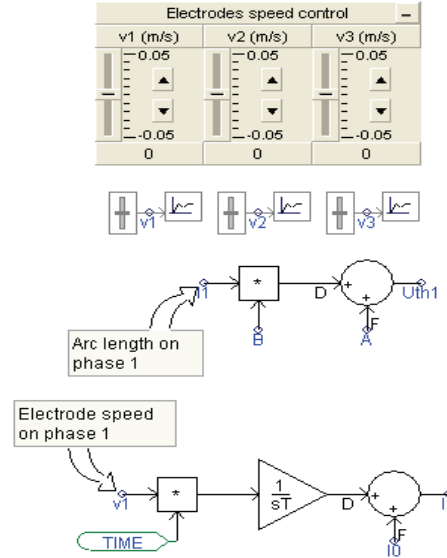 Electrodes speed control
v1 (m/s) v2 (m/s) v3 (m/s)
0.05 0.05 0.05
-0.05 -0.05 -0.05
0 0 0
v1 v2 v3
l1 * D + Uth1
+ F
B A
Arc length on
phase 1
Electrode speed
on phase 1
v1 * 1 D + l
sT + F
TIME l0